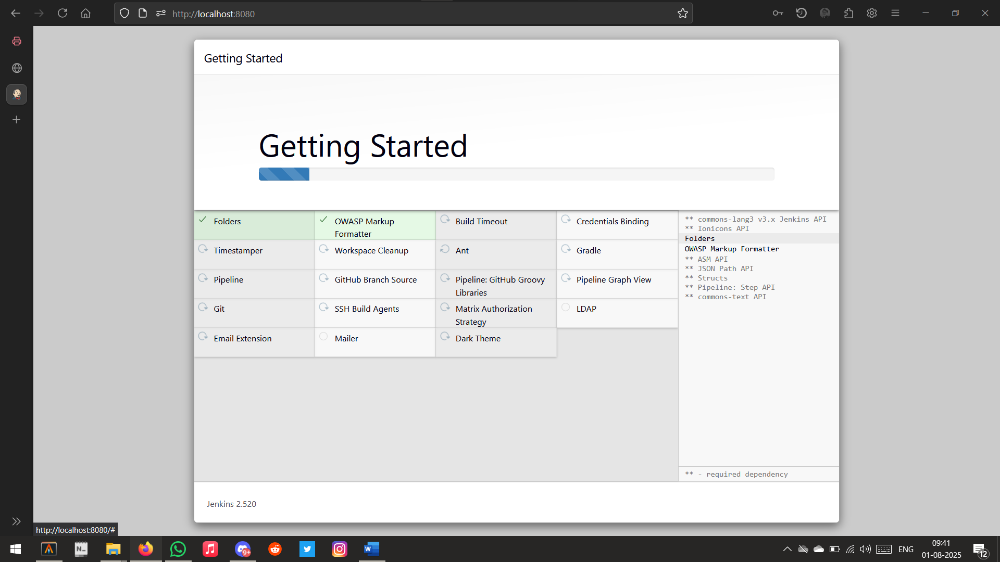 http://localhost:8080
Getting Started
Getting Started
Folders
OWASP Markup
Formatter
Build Timeout
Credentials Binding
Timestamper
Workspace Cleanup
Ant
Gradle
Pipeline
GitHub Branch Source
Pipeline: GitHub Groovy
Libraries
Pipeline Graph View
Git
SSH Build Agents
Matrix Authorization
Strategy
LDAP
Email Extension
Mailer
Dark Theme
** commons-lang3 v3.x Jenkins API
** Ionicons API
Folders
OWASP Markup Formatter
** ASM API
** JSON Path API
** Structs
** Pipeline: Step API
** commons-text API
** - required dependency
Jenkins 2.520
http://localhost:8080/#
N_
9+
W
ENG
09:41
01-08-2025
12